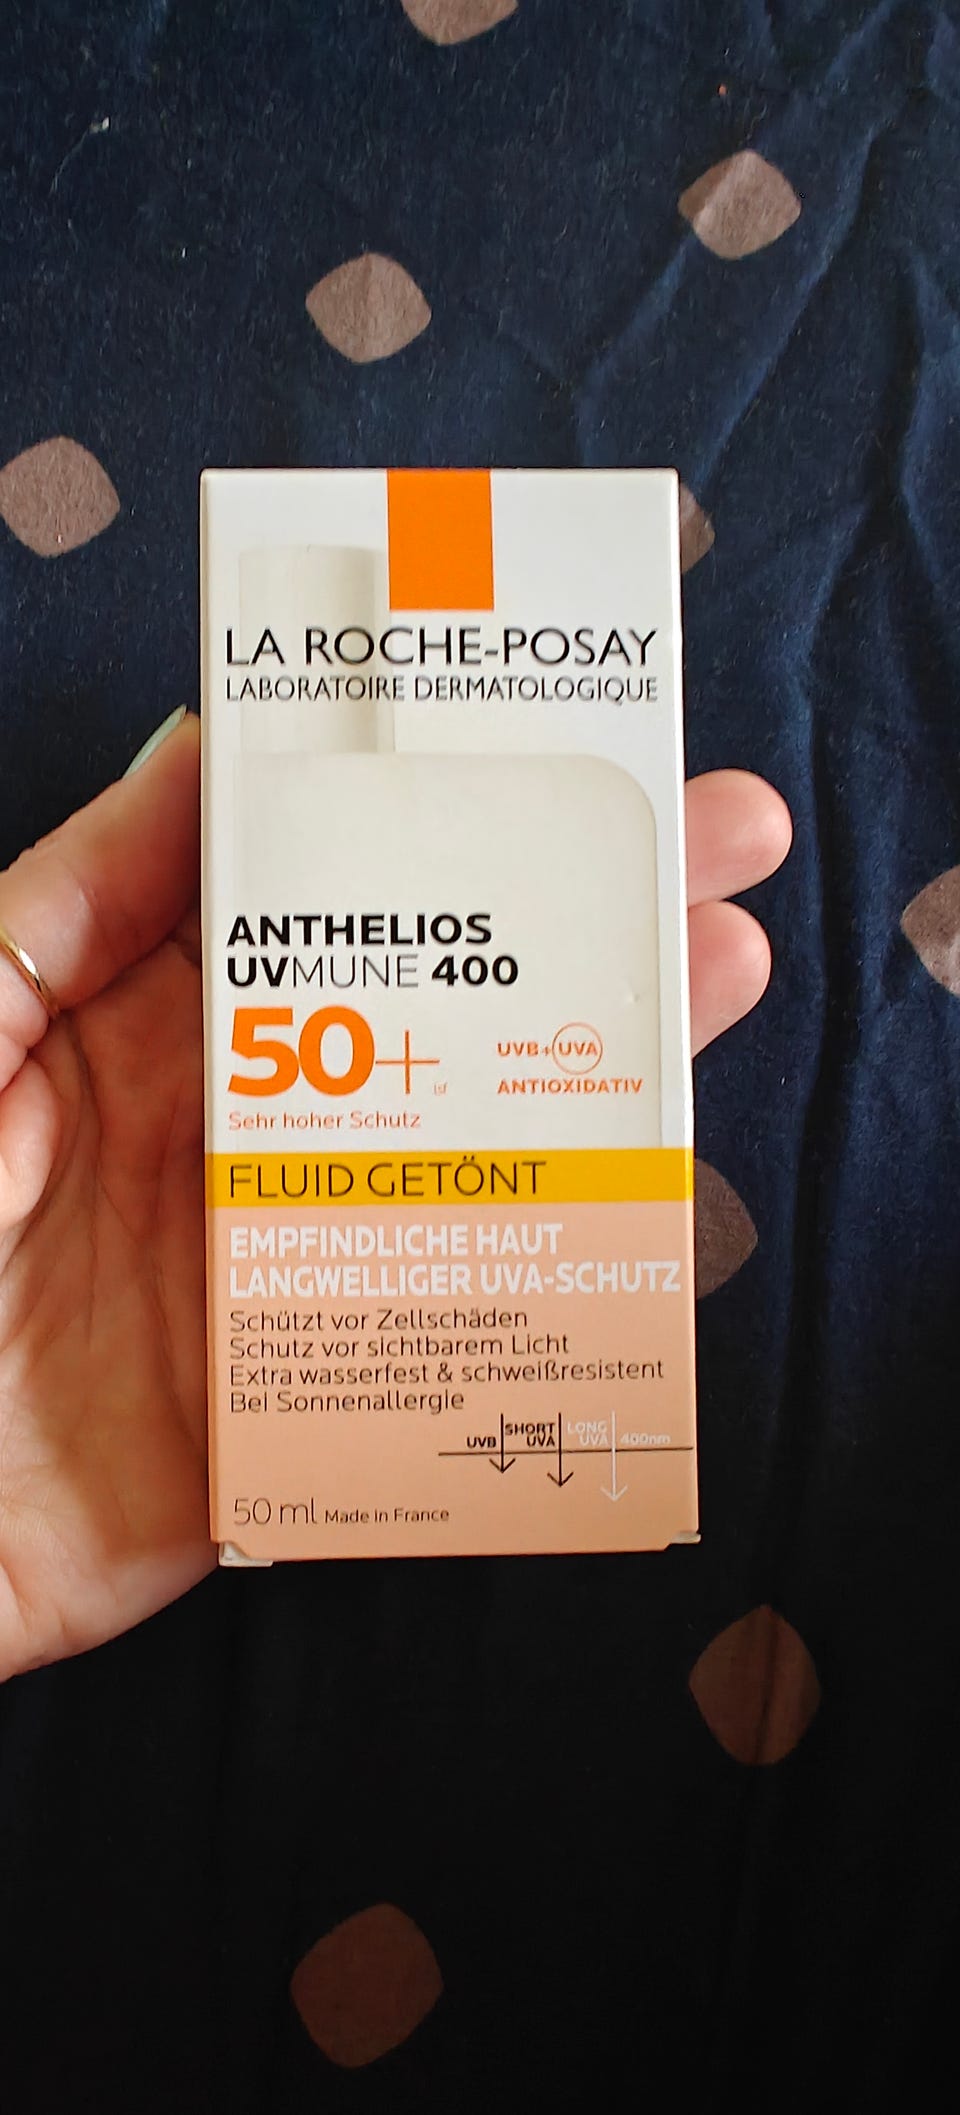 LA ROCHE-POSAY
LABORATOIRE DERMATOLOGIQUE
ANTHELIOS
UVMUNE 400
50+
LSF
UVB+UVA
ANTIOXIDATIV
Sehr hoher Schutz
FLUID GETÖNT
EMPFINDLICHE HAUT
LANGWELLIGER UVA-SCHUTZ
Schützt vor Zellschäden
Schutz vor sichtbarem Licht
Extra wasserfest & schweißresistent
Bei Sonnenallergie
UVB SHORT UVA LONG UVA 400nm
50 ml Made in France